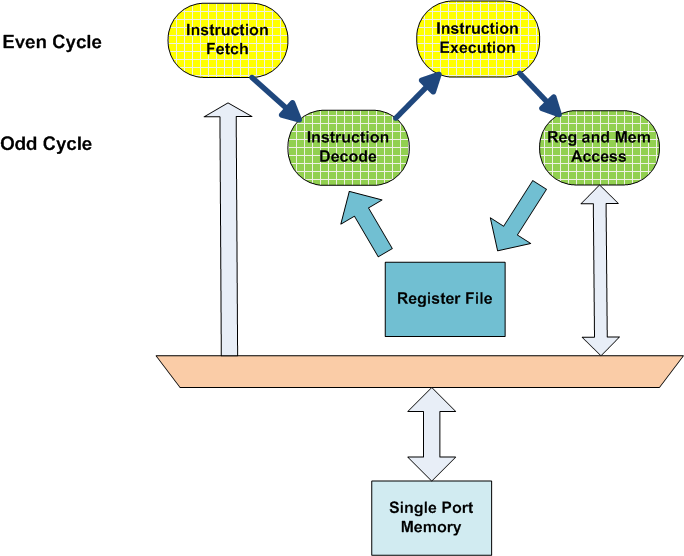 Even Cycle
Instruction
Fetch
Instruction
Execution
Odd Cycle
Instruction
Decode
Reg and Mem
Access
Register File
Single Port
Memory